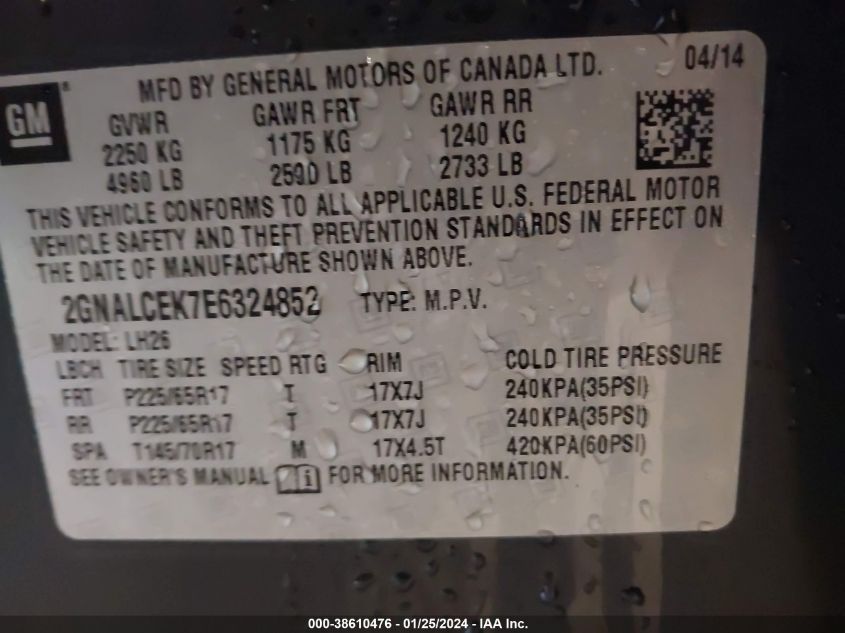 04/14
MFD BY GENERAL MOTORS OF CANADA LTD.
GM
®
GVWR GAWR FRT GAWR RR
2250 KG 1175 KG 1240 KG
4960 LB 2590 LB 2733 LB
THIS VEHICLE CONFORMS TO ALL APPLICABLE U.S. FEDERAL MOTOR
VEHICLE SAFETY AND THEFT PREVENTION STANDARDS IN EFFECT ON
THE DATE OF MANUFACTURE SHOWN ABOVE.
2GNALCEK7E6324852 TYPE: M.P.V.
MODEL: LH26
LBCH TIRE SIZE SPEED RTG RIM COLD TIRE PRESSURE
FRT P225/65R17 T 17X7J 240KPA(35PSI)
RR P225/65R17 T 17X7J 240KPA(35PSI)
SPA T145/70R17 M 17X4.5T 420KPA(60PSI)
SEE OWNER'S MANUAL i FOR MORE INFORMATION.
000-38610476 - 01/25/2024 - IAA Inc.